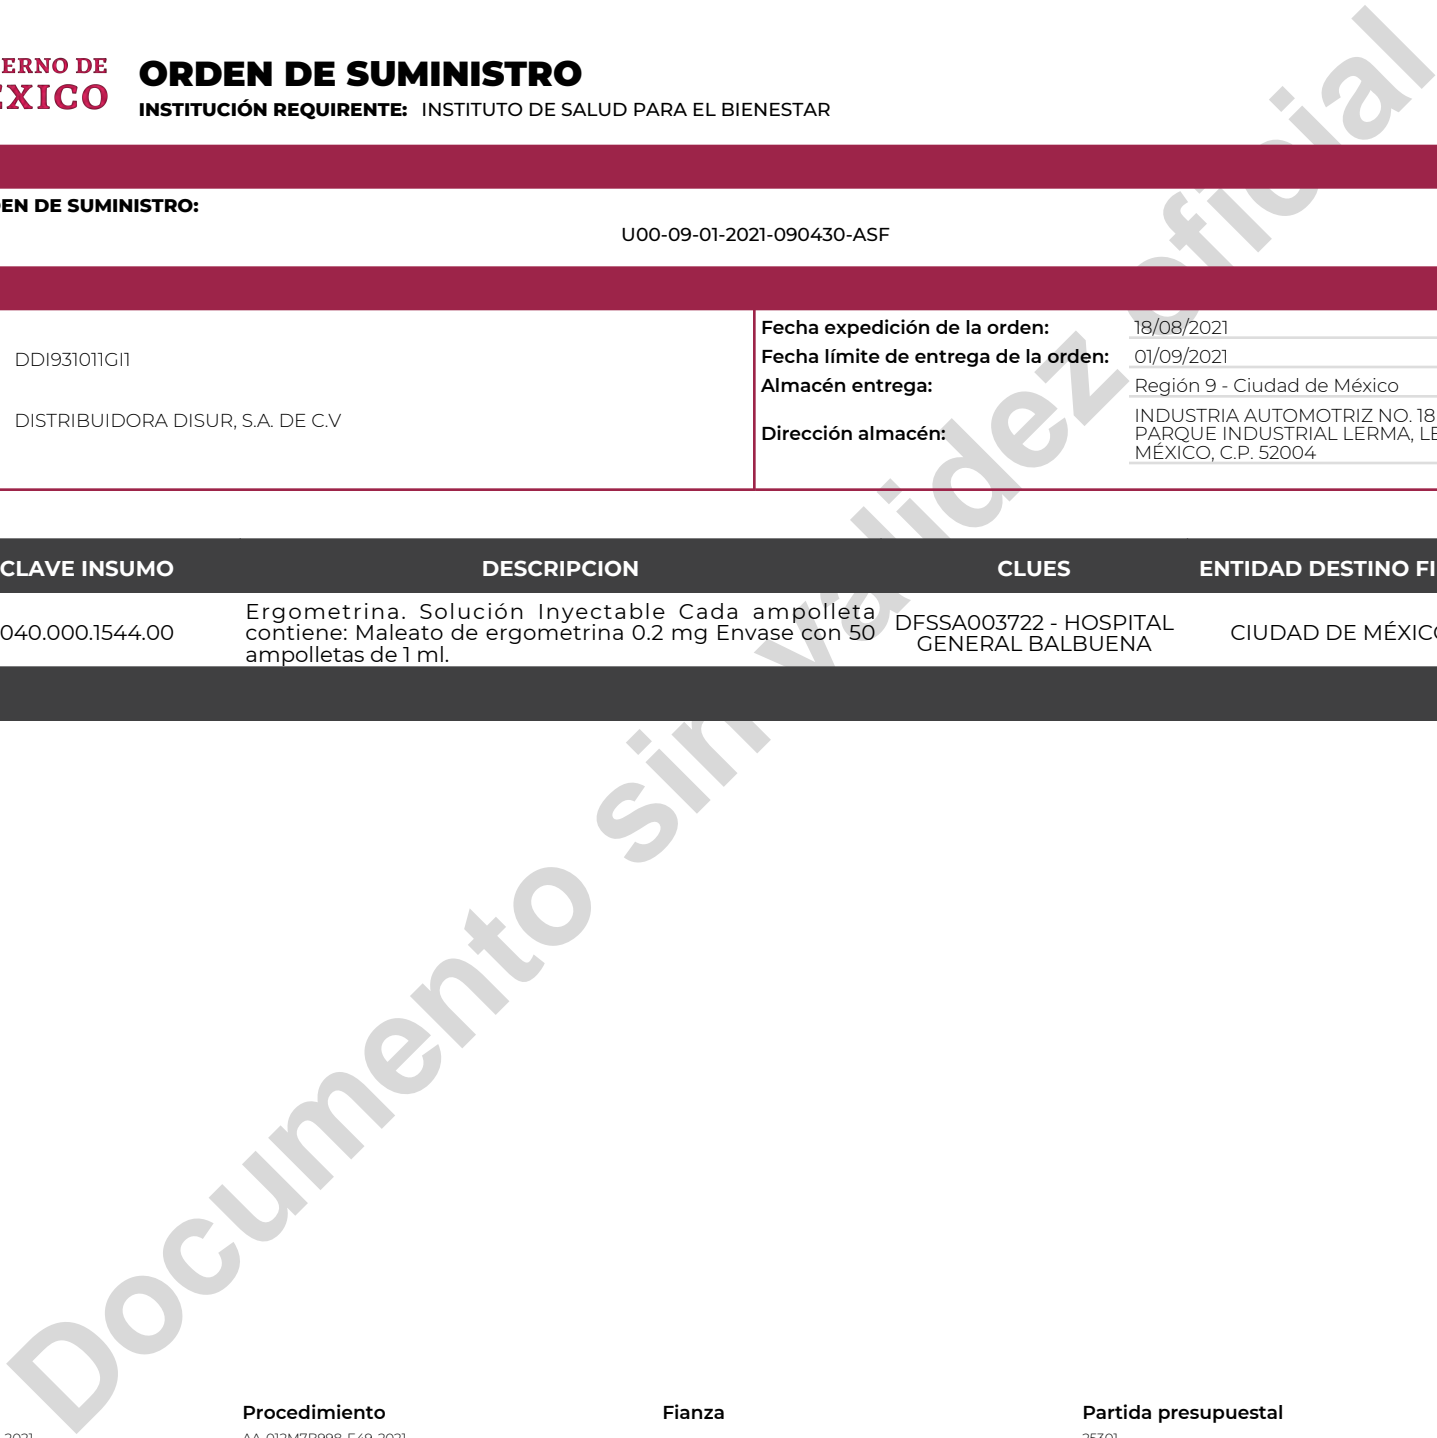 ORDEN DE SUMINISTRO
INSTITUCIÓN REQUIRENTE: INSTITUTO DE SALUD PARA EL BIENESTAR
DE SUMINISTRO:
U00-09-01-2021-090430-ASF
DDI931011GI1
DISTRIBUIDORA DISUR, S.A. DE C.V
Fecha expedición de la orden: 18/08/2021
Fecha límite de entrega de la orden: 01/09/2021
Almacén entrega: Región 9 - Ciudad de México
Dirección almacén:
INDUSTRIA AUTOMOTRIZ NO. 18
PARQUE INDUSTRIAL LERMA,
MÉXICO, C.P. 52004
CLAVE INSUMO DESCRIPCION CLUES ENTIDAD DESTINO
040.000.1544.00
Ergometrina. Solución Inyectable Cada ampolleta
contiene: Maleato de ergometrina 0.2 mg Envase con 50
ampolletas de 1 ml.
DFSSA003722 - HOSPITAL
GENERAL BALBUENA
CIUDAD DE MÉXICO
Documento sin validez oficial
Procedimiento Fianza Partida presupuestal